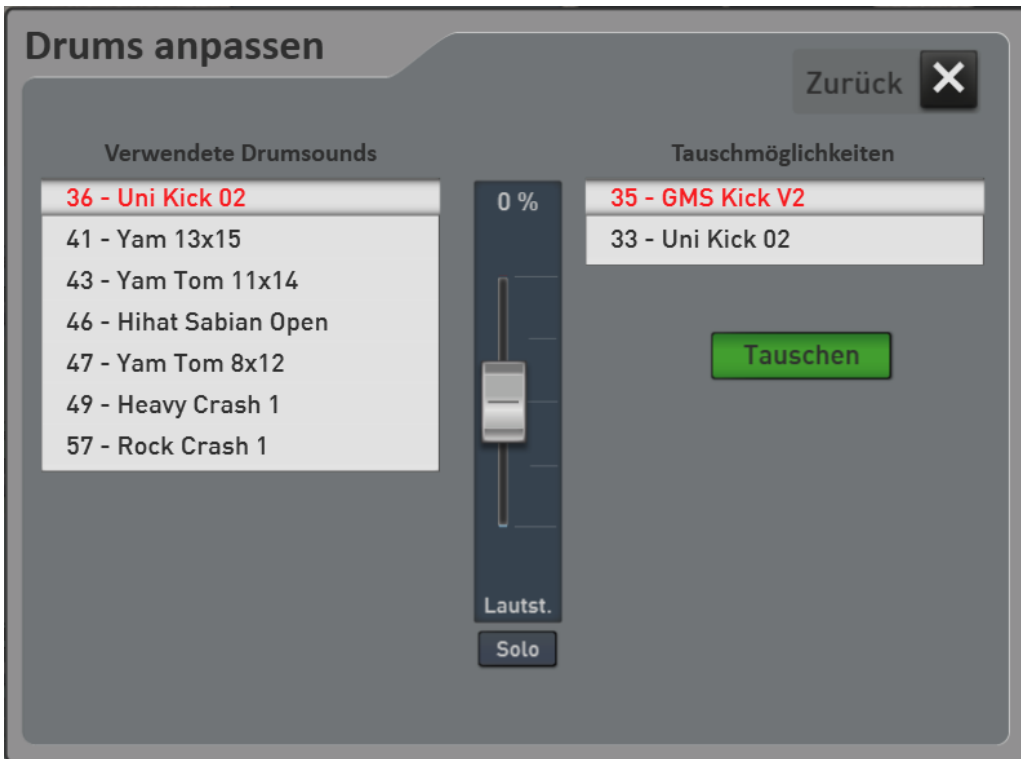 Drums anpassen
Zurück
Verwendete Drumsounds
36 - Uni Kick 02
41 - Yam 13x15
43 - Yam Tom 11x14
46 - Hihat Sabian Open
47 - Yam Tom 8x12
49 - Heavy Crash 1
57 - Rock Crash 1
0 %
Lautst.
Solo
Tauschmöglichkeiten
35 - GMS Kick V2
33 - Uni Kick 02
Tauschen